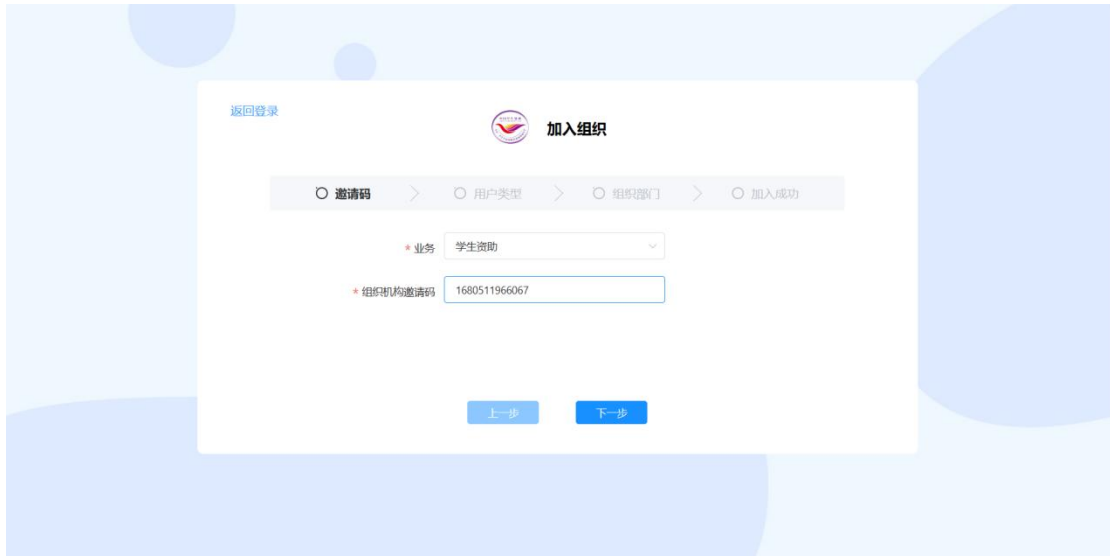 返回登录
加入组织
邀请码 用户类型 组织部门 加入成功
* 业务 学生资助
* 组织机构邀请码 1680511966067
上一步 下一步